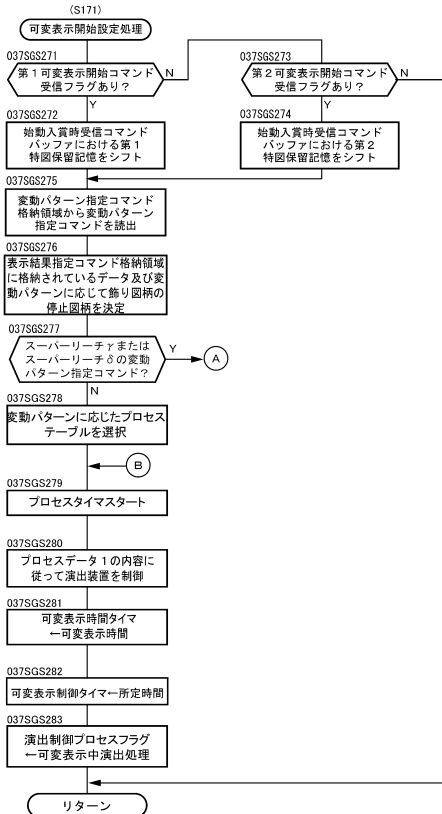 (S171)
可変表示開始設定処理
037SGS271
第１可変表示開始コマンド
受信フラグあり？
N
Y
037SGS273
第２可変表示開始コマンド
受信フラグあり？
N
Y
037SGS272
始動入賞時受信コマンド
バッファにおける第１
特図保留記憶をシフト
037SGS274
始動入賞時受信コマンド
バッファにおける第２
特図保留記憶をシフト
037SGS275
変動パターン指定コマンド
格納領域から変動パターン
指定コマンドを読出
037SGS276
表示結果指定コマンド格納領域
に格納されているデータ及び変
動パターンに応じて飾り図柄の
停止図柄を決定
037SGS277
スーパーリーチγまたは
スーパーリーチδの変動
パターン指定コマンド？
Y
A
N
037SGS278
変動パターンに応じたプロセス
テーブルを選択
B
037SGS279
プロセスタイマスタート
037SGS280
プロセスデータ１の内容に
従って演出装置を制御
037SGS281
可変表示時間タイマ
←可変表示時間
037SGS282
可変表示制御タイマ←所定時間
037SGS283
演出制御プロセスフラグ
←可変表示中演出処理
リターン